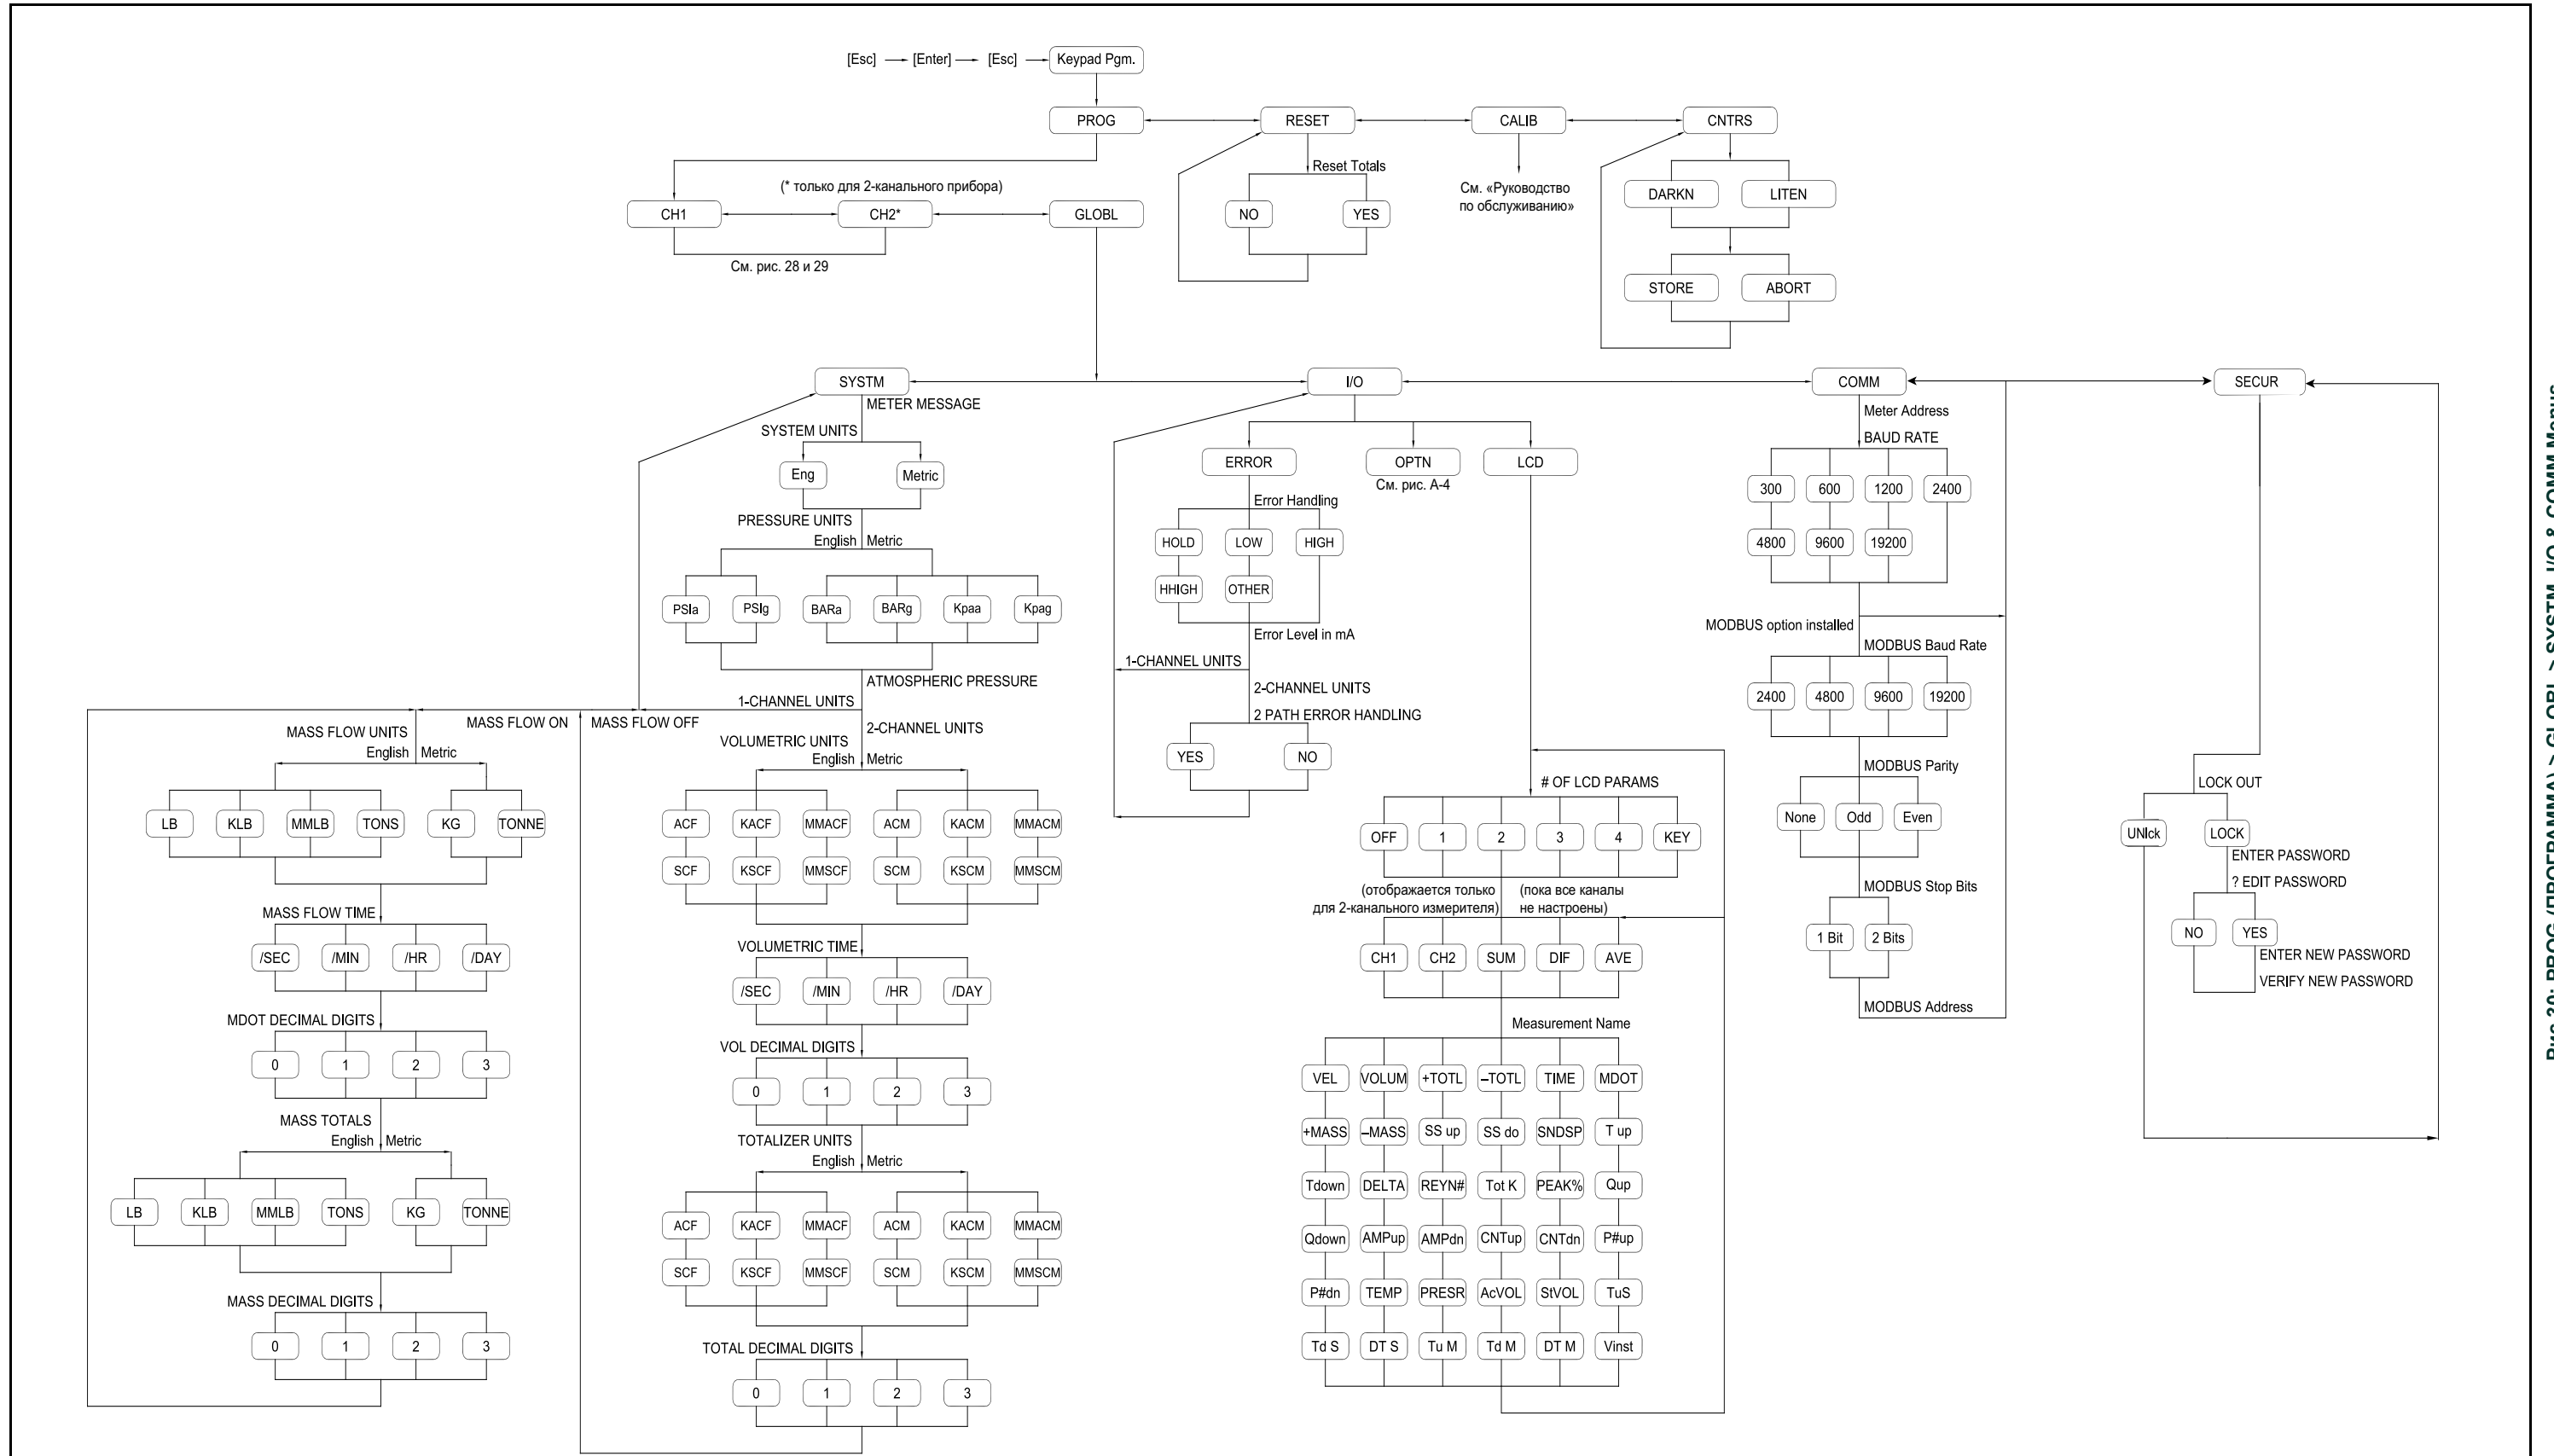 [Esc] [Enter] [Esc] Keypad Pgm.
PROG RESET CALIB CNTRS
Reset Totals
NO YES
См. «Руководство
по обслуживанию»
DARKN LITEN
STORE ABORT
(* только для 2-канального прибора)
CH1 CH2* GLOBL
См. рис. 28 и 29
SYSTM I/O COMM SECUR
METER MESSAGE
SYSTEM UNITS
Eng Metric
PRESSURE UNITS
English Metric
PSIa PSIg BARa BARg Kpaa Kpag
ATMOSPHERIC PRESSURE
1-CHANNEL UNITS
MASS FLOW ON MASS FLOW OFF
2-CHANNEL UNITS
MASS FLOW UNITS
English Metric
LB KLB MMLB TONS KG TONNE
MASS FLOW TIME
/SEC /MIN /HR /DAY
MDOT DECIMAL DIGITS
0 1 2 3
MASS TOTALS
English Metric
LB KLB MMLB TONS KG TONNE
MASS DECIMAL DIGITS
0 1 2 3
VOLUMETRIC UNITS
English Metric
ACF KACF MMACF ACM KACM MMACM
SCF KSCF MMSCF SCM KSCM MMSCM
VOLUMETRIC TIME
/SEC /MIN /HR /DAY
VOL DECIMAL DIGITS
0 1 2 3
TOTALIZER UNITS
English Metric
ACF KACF MMACF ACM KACM MMACM
SCF KSCF MMSCF SCM KSCM MMSCM
TOTAL DECIMAL DIGITS
0 1 2 3
ERROR OPTN LCD
См. рис. A-4
Error Handling
HOLD LOW HIGH
HHIGH OTHER
Error Level in mA
1-CHANNEL UNITS
2-CHANNEL UNITS
2 PATH ERROR HANDLING
YES NO
# OF LCD PARAMS
OFF 1 2 3 4 KEY
(отображается только
для 2-канального измерителя)
(пока все каналы
не настроены)
CH1 CH2 SUM DIF AVE
Measurement Name
VEL VOLUM +TOTL –TOTL TIME MDOT
+MASS –MASS SS up SS do SNDSP T up
Tdown DELTA REYN# Tot K PEAK% Qup
Qdown AMPup AMPdn CNTup CNTdn P#up
P#dn TEMP PRESR AcVOL StVOL TuS
Td S DT S Tu M Td M DT M Vinst
Meter Address
BAUD RATE
300 600 1200 2400
4800 9600 19200
MODBUS option installed
MODBUS Baud Rate
2400 4800 9600 19200
MODBUS Parity
None Odd Even
MODBUS Stop Bits
1 Bit 2 Bits
MODBUS Address
LOCK OUT
UNlck LOCK
ENTER PASSWORD
? EDIT PASSWORD
NO YES
ENTER NEW PASSWORD
VERIFY NEW PASSWORD
Рис 30: PROG (ПРОГРАММА) > GLOBL > SYSTM, I/O & COMM Menus